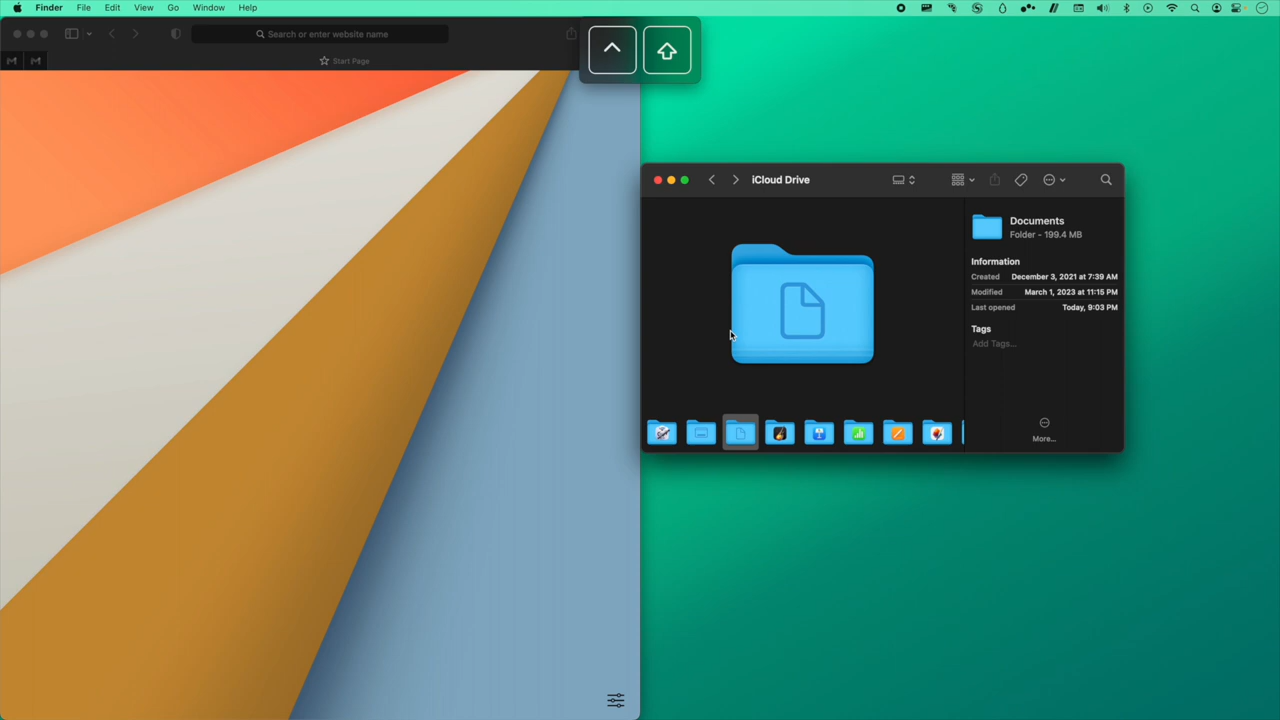 Finder File Edit View Go Window Help
Search or enter website name
Start Page
iCloud Drive
Documents
Folder - 199.4 MB
Information
Created December 3, 2021 at 7:39 AM
Modified March 1, 2023 at 11:15 PM
Last opened Today, 9:03 PM
Tags
Add Tags...
More...